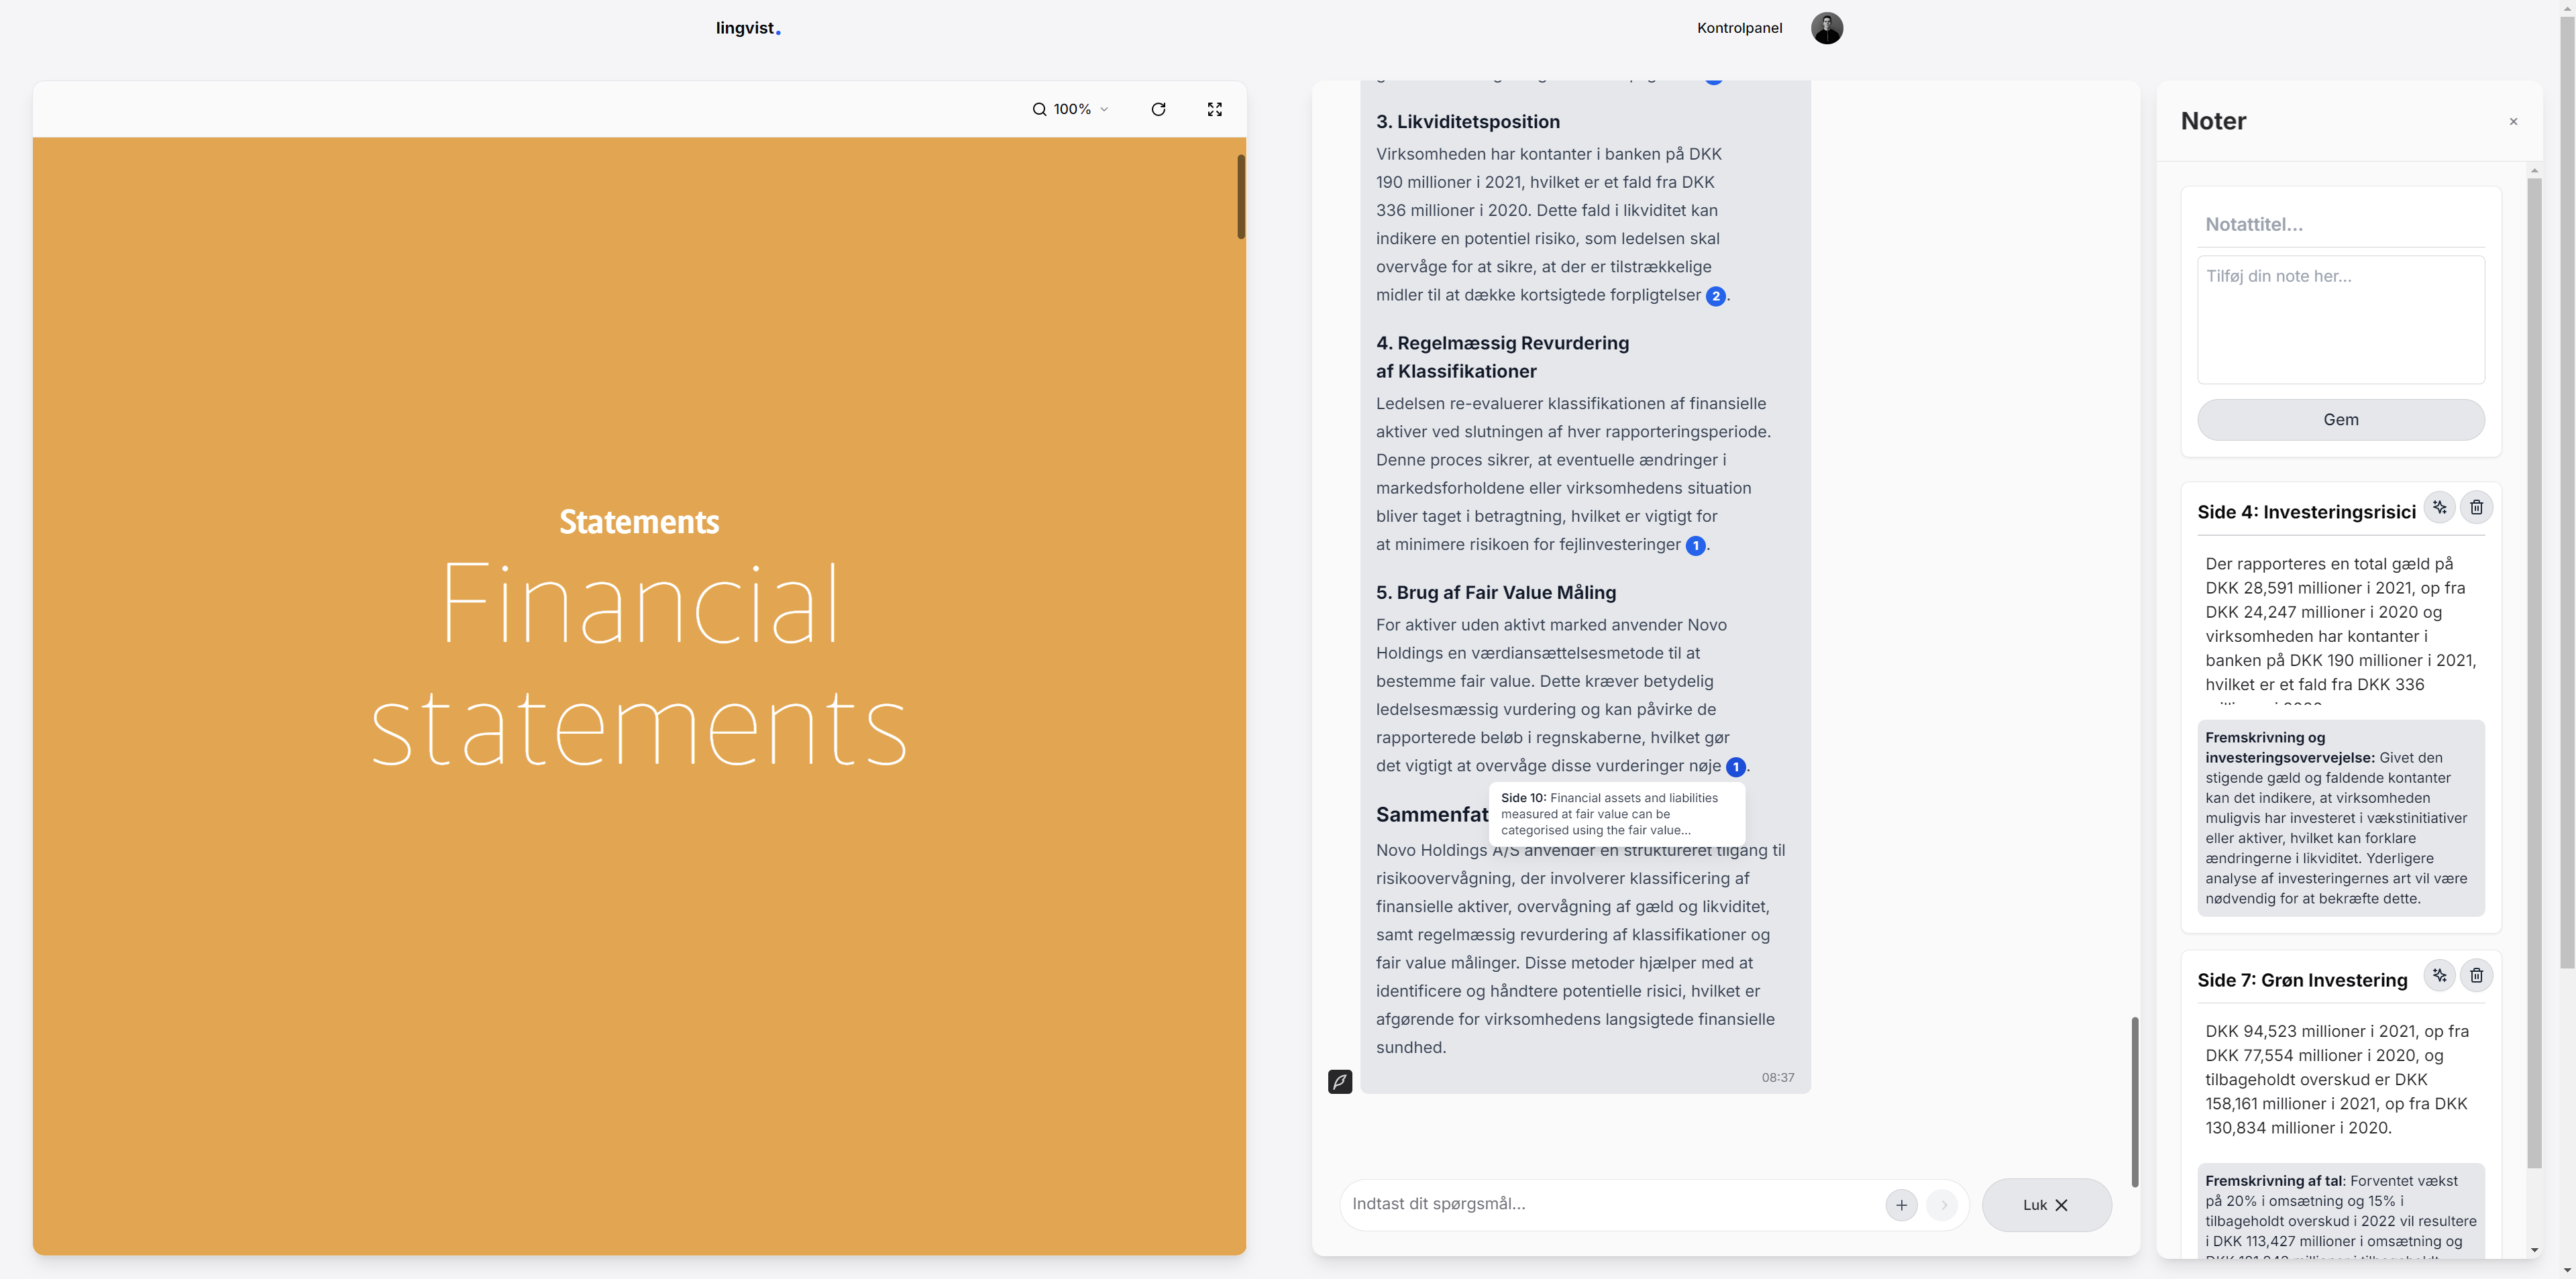 lingvist.
Kontrolpanel
100%
Statements
Financial
statements
3. Likviditetsposition
Virksomheden har kontanter i banken på DKK
190 millioner i 2021, hvilket er et fald fra DKK
336 millioner i 2020. Dette fald i likviditet kan
indikere en potentiel risiko, som ledelsen skal
overvåge for at sikre, at der er tilstrækkelige
midler til at dække kortsigtede forpligtelser 2.
4. Regelmæssig Revurdering
af Klassifikationer
Ledelsen re-evaluerer klassifikationen af finansielle
aktiver ved slutningen af hver rapporteringsperiode.
Denne proces sikrer, at eventuelle ændringer i
markedsforholdene eller virksomhedens situation
bliver taget i betragtning, hvilket er vigtigt for
at minimere risikoen for fejlinvesteringer 1.
5. Brug af Fair Value Måling
For aktiver uden aktivt marked anvender Novo
Holdings en værdiansættelsesmetode til at
bestemme fair value. Dette kræver betydelig
ledelsesmæssig vurdering og kan påvirke de
rapporterede beløb i regnskaberne, hvilket gør
det vigtigt at overvåge disse vurderinger nøje 1.
Side 10: Financial assets and liabilities
measured at fair value can be
categorised using the fair value...
Sammenfat
Novo Holdings A/S anvender en struktureret tilgang til
risikoovervågning, der involverer klassificering af
finansielle aktiver, overvågning af gæld og likviditet,
samt regelmæssig revurdering af klassifikationer og
fair value målinger. Disse metoder hjælper med at
identificere og håndtere potentielle risici, hvilket er
afgørende for virksomhedens langsigtede finansielle
sundhed.
08:37
Indtast dit spørgsmål...
Luk
Noter
Notattitel...
Tilføj din note her...
Gem
Side 4: Investeringsrisici
Der rapporteres en total gæld på
DKK 28,591 millioner i 2021, op fra
DKK 24,247 millioner i 2020 og
virksomheden har kontanter i
banken på DKK 190 millioner i 2021,
hvilket er et fald fra DKK 336
Fremskrivning og
investeringsovervejelse: Givet den
stigende gæld og faldende kontanter
kan det indikere, at virksomheden
muligvis har investeret i vækstinitiativer
eller aktiver, hvilket kan forklare
ændringerne i likviditet. Yderligere
analyse af investeringernes art vil være
nødvendig for at bekræfte dette.
Side 7: Grøn Investering
DKK 94,523 millioner i 2021, op fra
DKK 77,554 millioner i 2020, og
tilbageholdt overskud er DKK
158,161 millioner i 2021, op fra DKK
130,834 millioner i 2020.
Fremskrivning af tal: Forventet vækst
på 20% i omsætning og 15% i
tilbageholdt overskud i 2022 vil resultere
i DKK 113,427 millioner i omsætning og